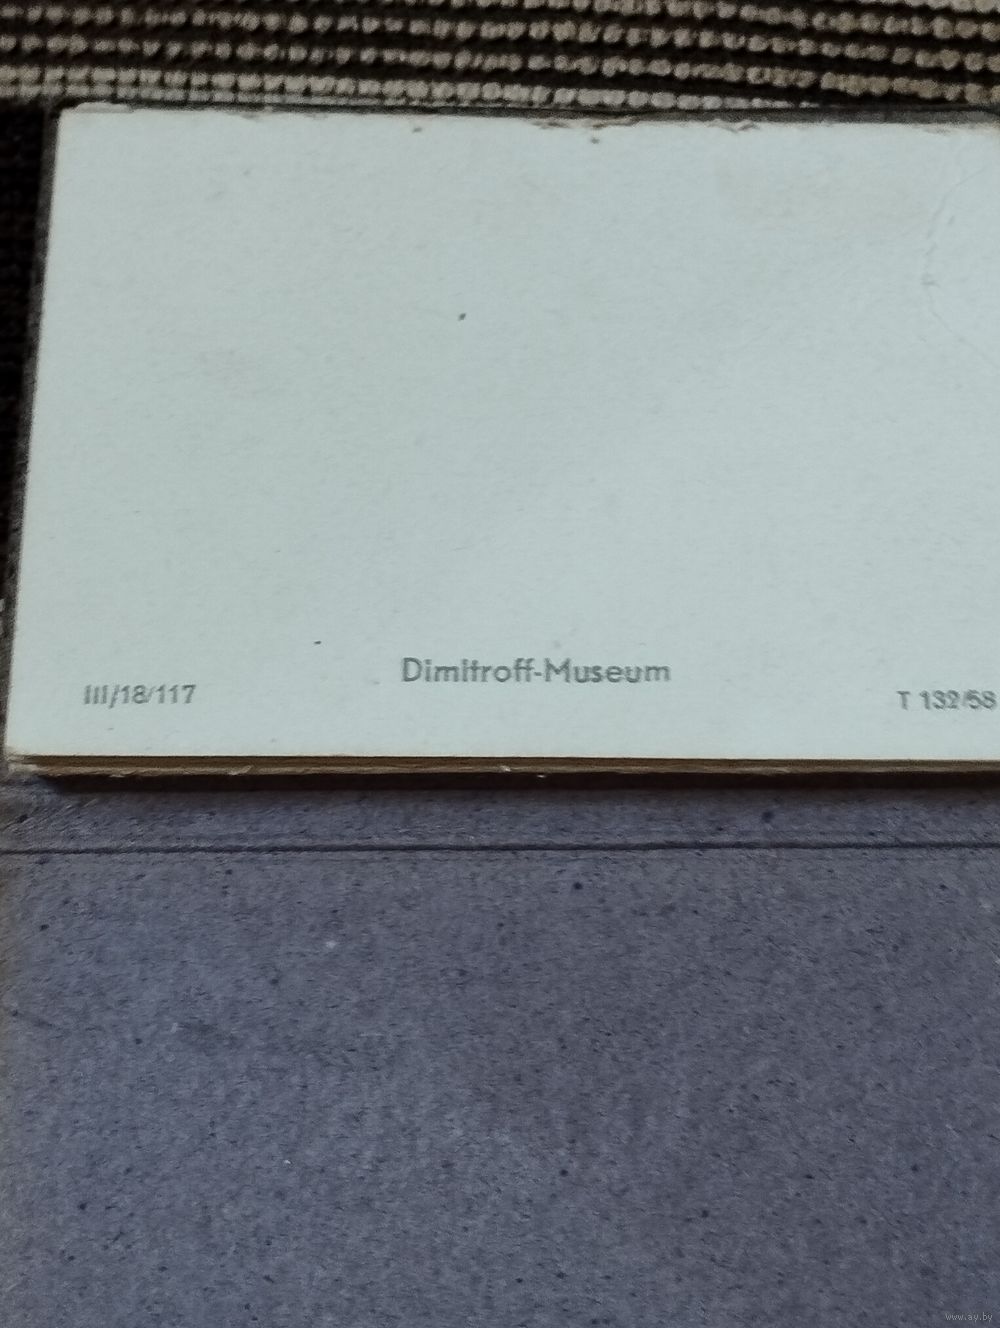 Dimitroff-Museum
III/18/117
T 132/58
www.ay.by